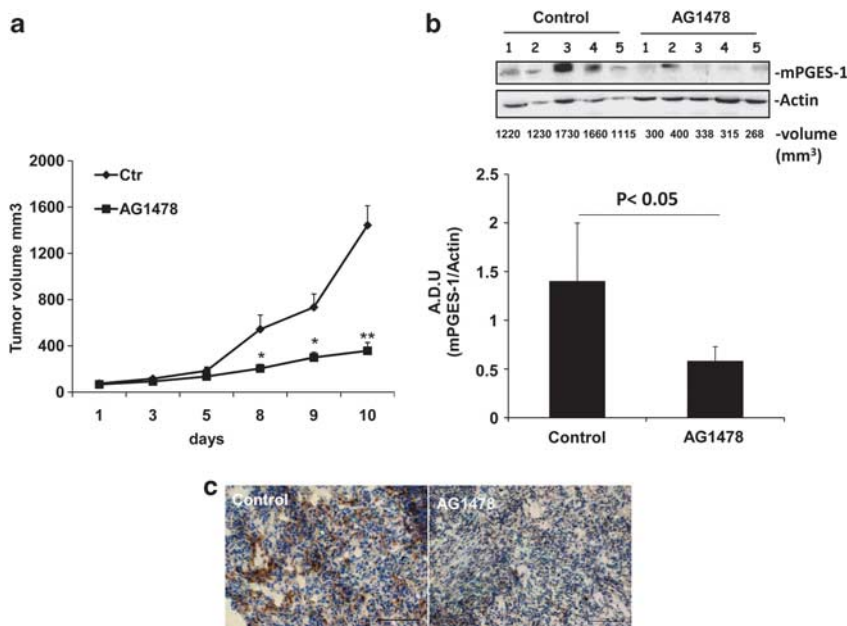 a
Tumor volume mm3
2000
1600
1200
800
400
0
Ctr
AG1478
*
*
**
1 3 5 8 9 10
days
b
Control AG1478
1 2 3 4 5 1 2 3 4 5
-mPGES-1
-Actin
1220 1230 1730 1660 1115 300 400 338 315 268 -volume
(mm³)
A.D.U
(mPGES-1/Actin)
2.5
2
1.5
1
0.5
0
P< 0.05
Control AG1478
c
Control
AG1478